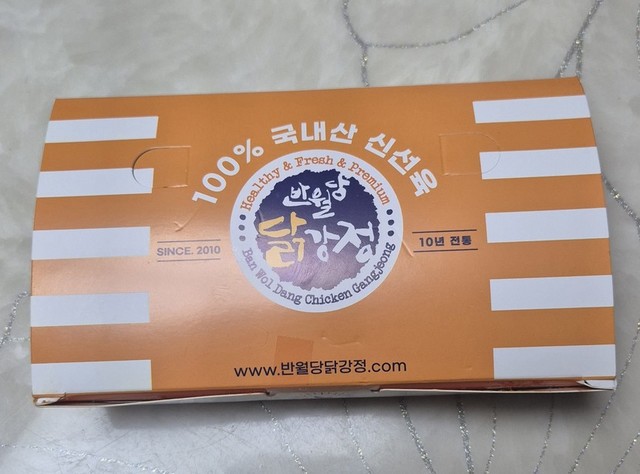 100% 국내산 신선육
Healthy & Fresh & Premium
반월당
닭강정
Ban Wol Dang Chicken Gangjeong
SINCE. 2010
10년 전통
www.반월당닭강정.com